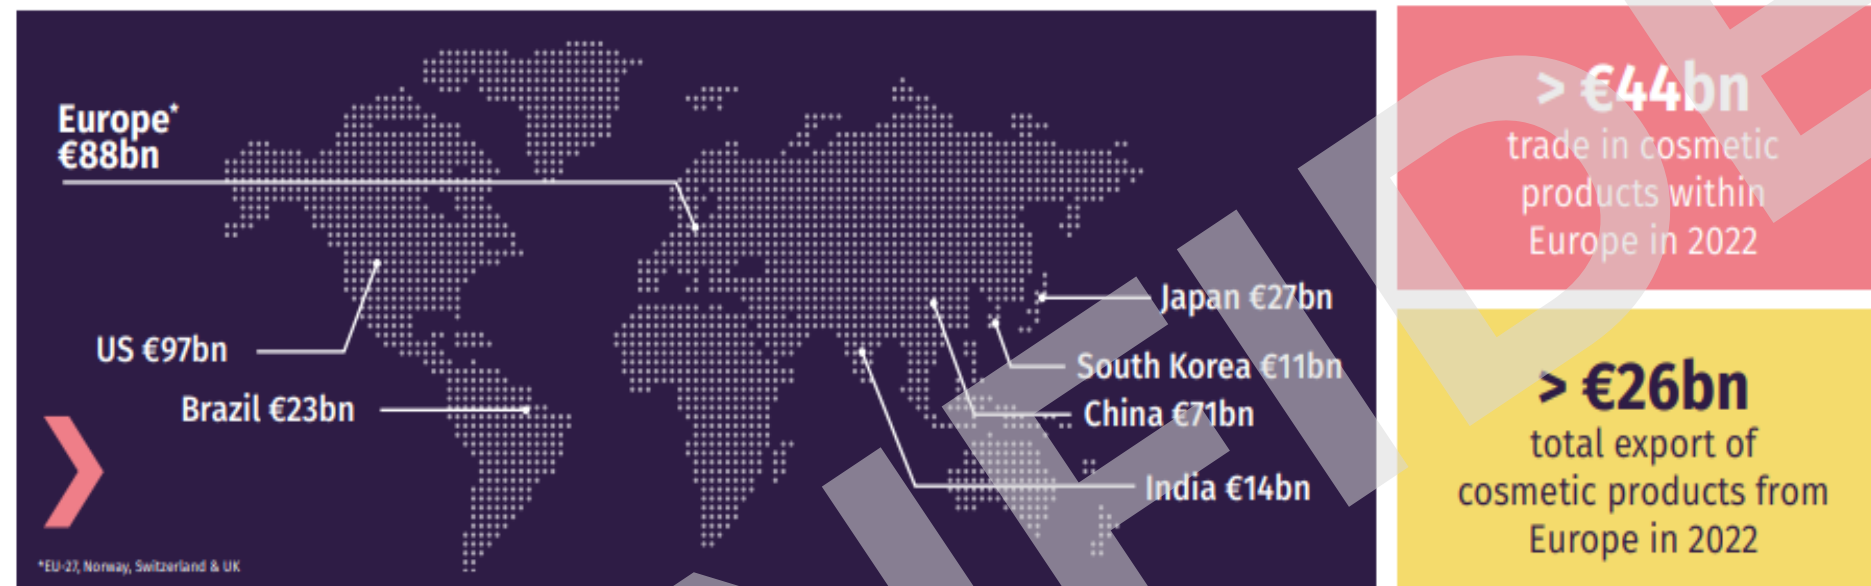 Europe*
€88bn
US €97bn
Brazil €23bn
Japan €27bn
South Korea €11bn
China €71bn
India €14bn
*EU-27, Norway, Switzerland & UK
> €44bn
trade in cosmetic
products within
Europe in 2022
> €26bn
total export of
cosmetic products from
Europe in 2022